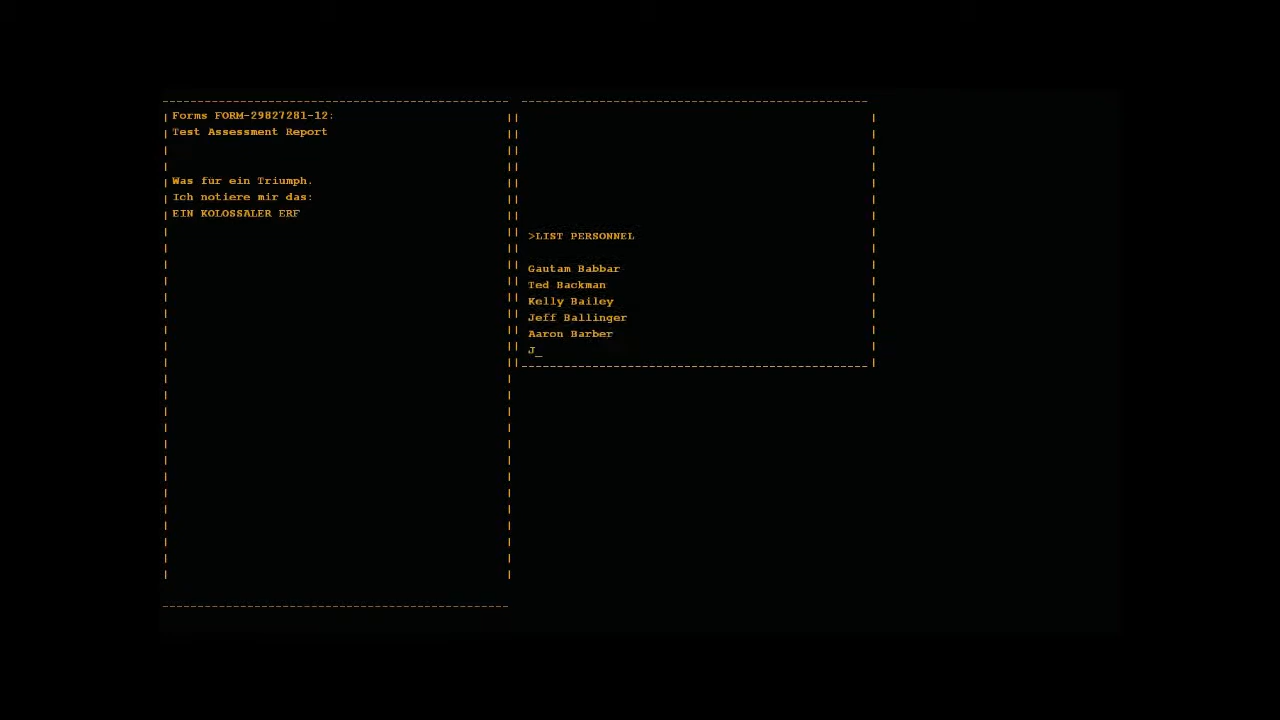 Forms FORM-29827281-12:
Test Assessment Report
Was für ein Triumph.
Ich notiere mir das:
EIN KOLOSSALER ERF
>LIST PERSONNEL
Gautam Babbar
Ted Backman
Kelly Bailey
Jeff Ballinger
Aaron Barber
J_